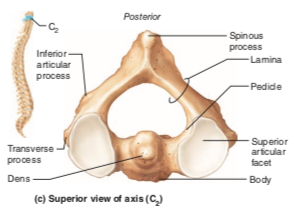 C2
Posterior
Spinous
process
Lamina
Inferior
articular
process
Pedicle
Transverse
process
Superior
articular
facet
Dens
Body
(c) Superior view of axis (C2)